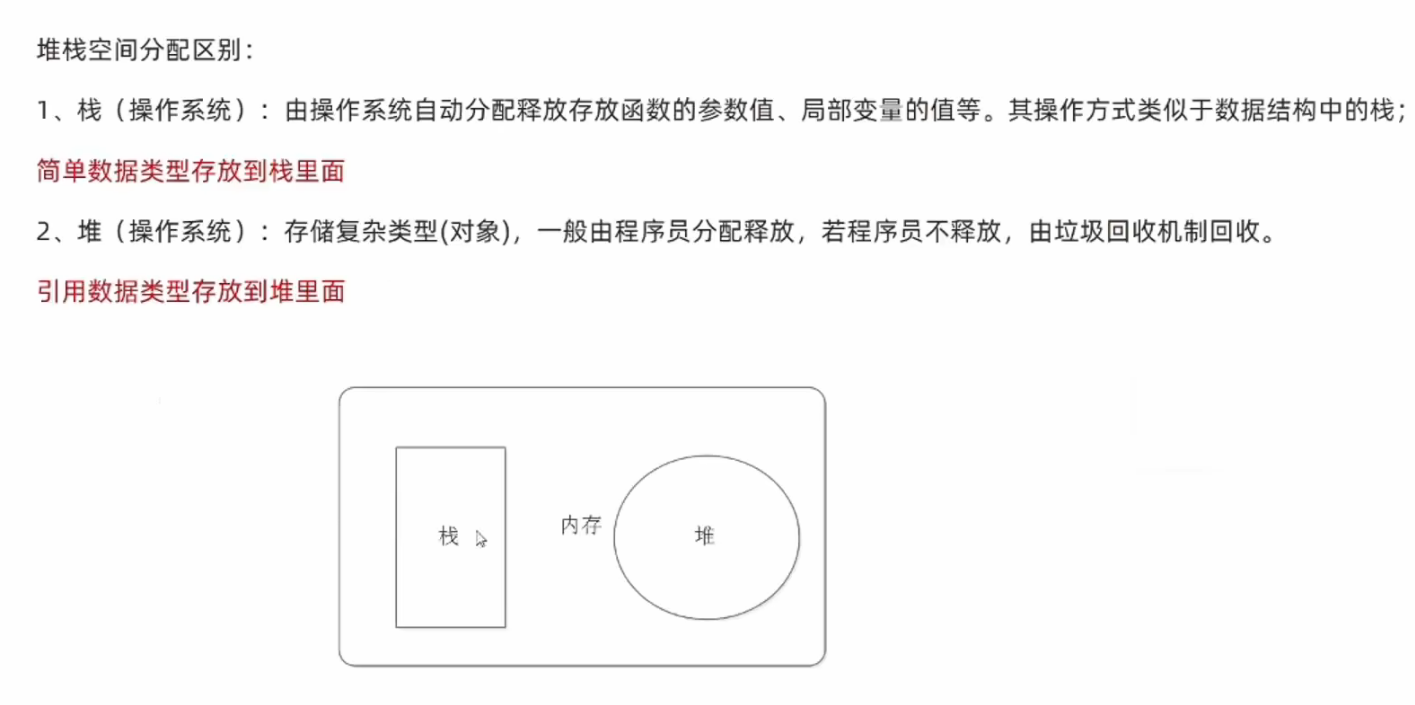 堆栈空间分配区别：
1、栈（操作系统）：由操作系统自动分配释放存放函数的参数值、局部变量的值等。其操作方式类似于数据结构中的栈；
简单数据类型存放到栈里面
2、堆（操作系统）：存储复杂类型(对象)，一般由程序员分配释放，若程序员不释放，由垃圾回收机制回收。
引用数据类型存放到堆里面
栈
内存
堆